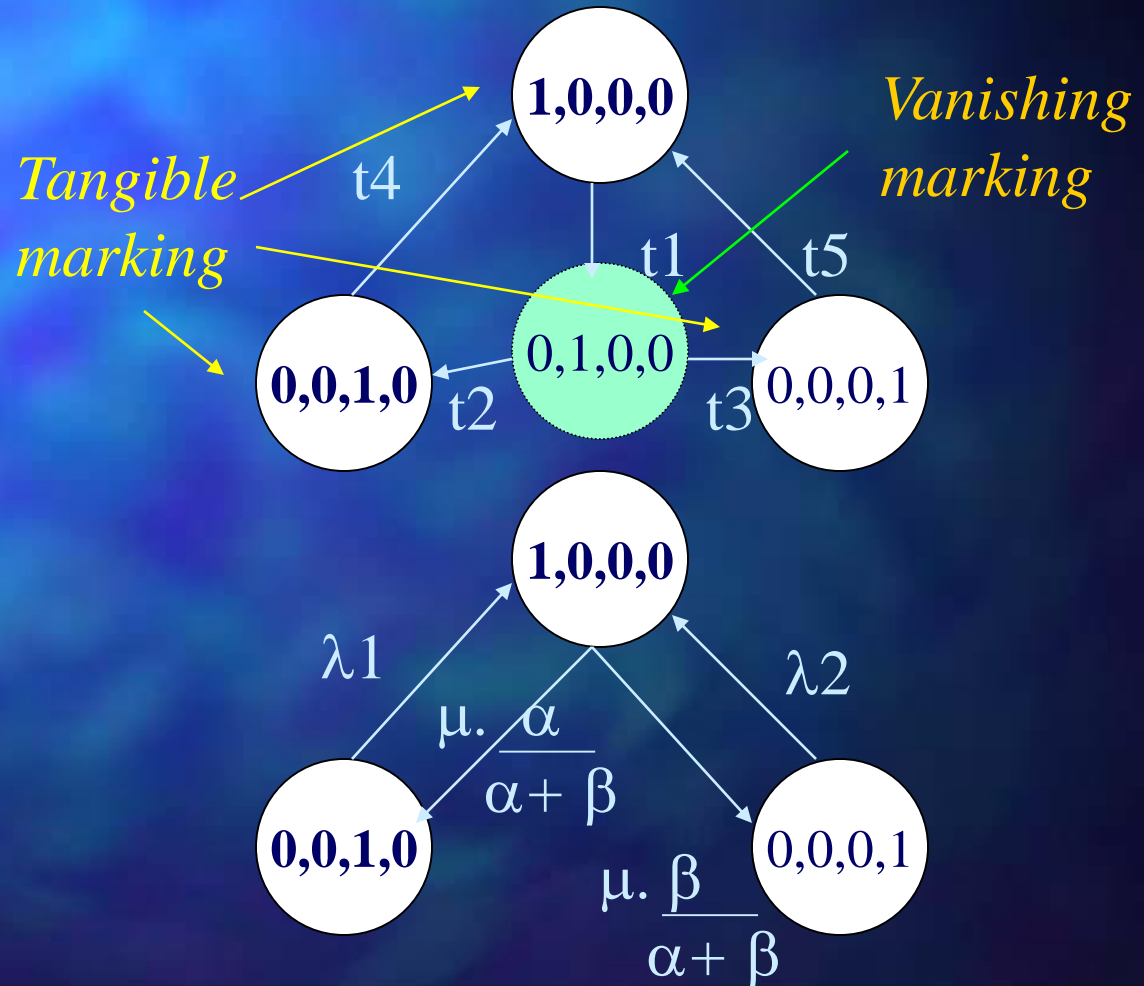 1,0,0,0
Vanishing
marking
Tangible
marking
t4
t1
t5
0,1,0,0
0,0,1,0
0,0,0,1
t2
t3
1,0,0,0
λ1
λ2
μ. α
α+ β
0,0,1,0
0,0,0,1
μ. β
α+ β